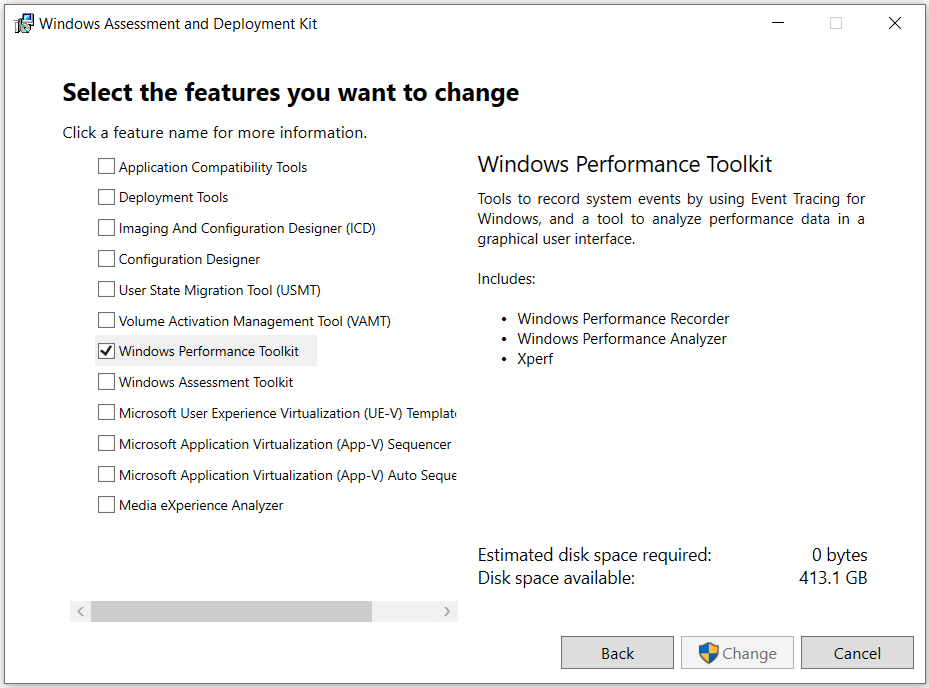 Windows Assessment and Deployment Kit
Select the features you want to change
Click a feature name for more information.
Application Compatibility Tools
Deployment Tools
Imaging And Configuration Designer (ICD)
Configuration Designer
User State Migration Tool (USMT)
Volume Activation Management Tool (VAMT)
Windows Performance Toolkit
Windows Assessment Toolkit
Microsoft User Experience Virtualization (UE-V) Templat
Microsoft Application Virtualization (App-V) Sequencer
Microsoft Application Virtualization (App-V) Auto Seque
Media eXperience Analyzer
Windows Performance Toolkit
Tools to record system events by using Event Tracing for
Windows, and a tool to analyze performance data in a
graphical user interface.
Includes:
• Windows Performance Recorder
• Windows Performance Analyzer
• Xperf
Estimated disk space required: 0 bytes
Disk space available: 413.1 GB
Back Change Cancel